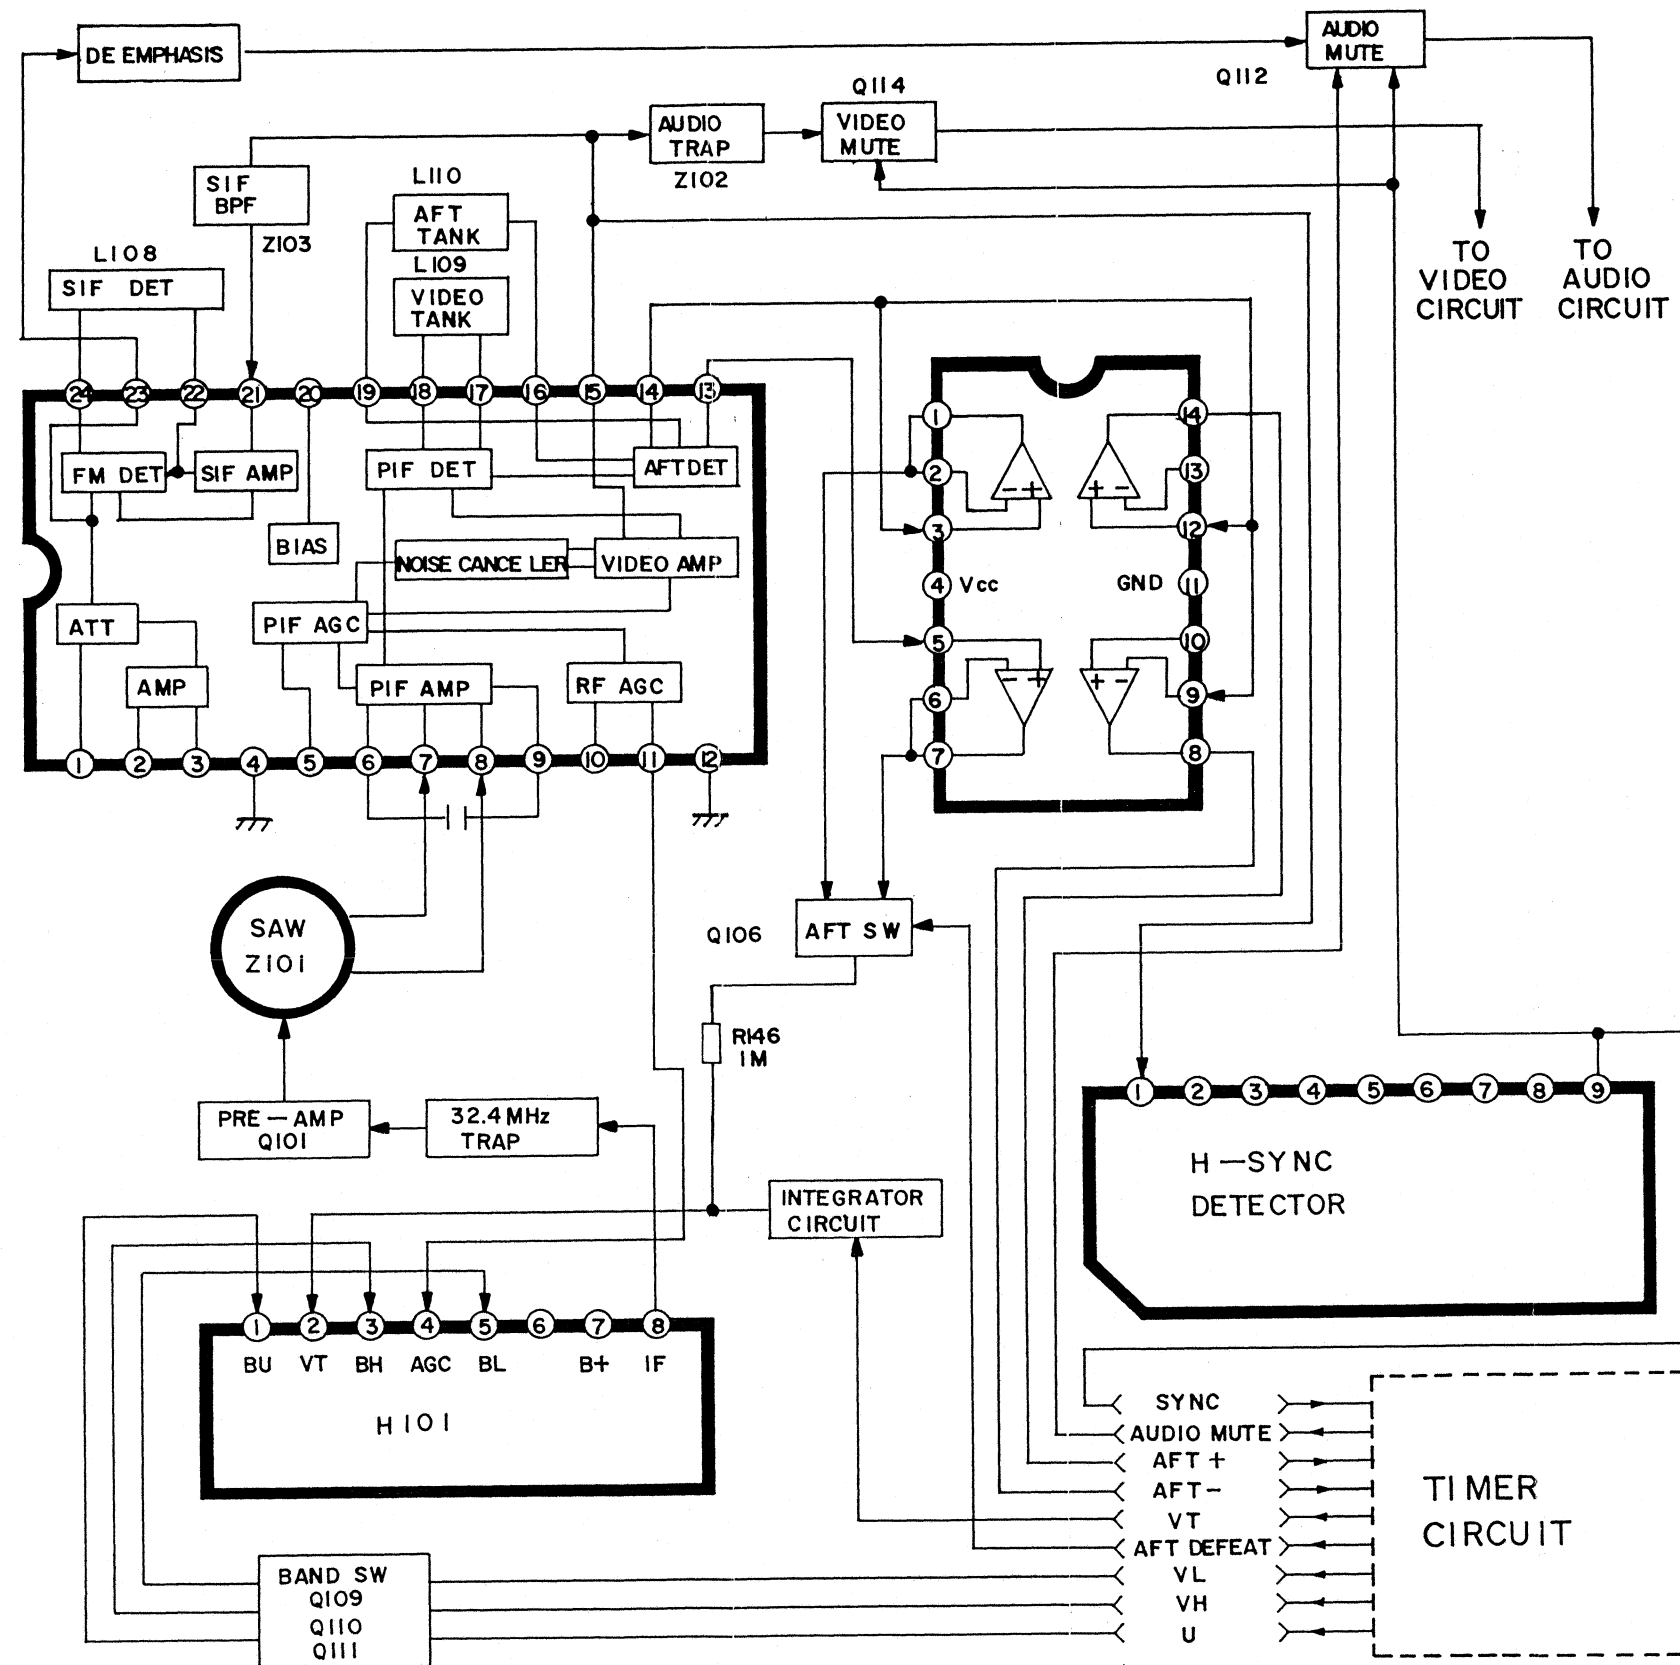 DE EMPHASIS
AUDIO
MUTE
Q112
Q114
VIDEO
MUTE
AUDIO
TRAP
Z102
SIF
BPF
Z103
L110
AFT
TANK
L109
VIDEO
TANK
L108
SIF DET
TO
VIDEO
CIRCUIT
TO
AUDIO
CIRCUIT
24 23 22 21 20 19 18 17 16 15 14 13
FM DET
SIF AMP
PIF DET
AFT DET
BIAS
NOISE CANCELER
VIDEO AMP
ATT
PIF AGC
AMP
PIF AMP
RF AGC
1 2 3 4 5 6 7 8 9 10 11 12
1
2
- +
3
4 Vcc
5
- +
6
7
14
13
+ -
12
GND 11
10
+ -
9
8
SAW
Z101
Q106
AFT SW
R146
1M
PRE-AMP
Q101
32.4MHz
TRAP
INTEGRATOR
CIRCUIT
1 2 3 4 5 6 7 8 9
H-SYNC
DETECTOR
1 2 3 4 5 6 7 8
BU VT BH AGC BL B+ IF
H101
SYNC
AUDIO MUTE
AFT+
AFT-
VT
AFT DEFEAT
VL
VH
U
TIMER
CIRCUIT
BAND SW
Q109
Q110
Q111